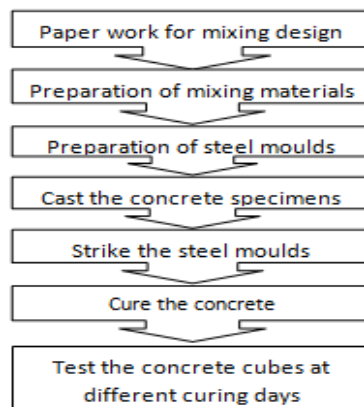 Paper work for mixing design
Preparation of mixing materials
Preparation of steel moulds
Cast the concrete specimens
Strike the steel moulds
Cure the concrete
Test the concrete cubes at
different curing days